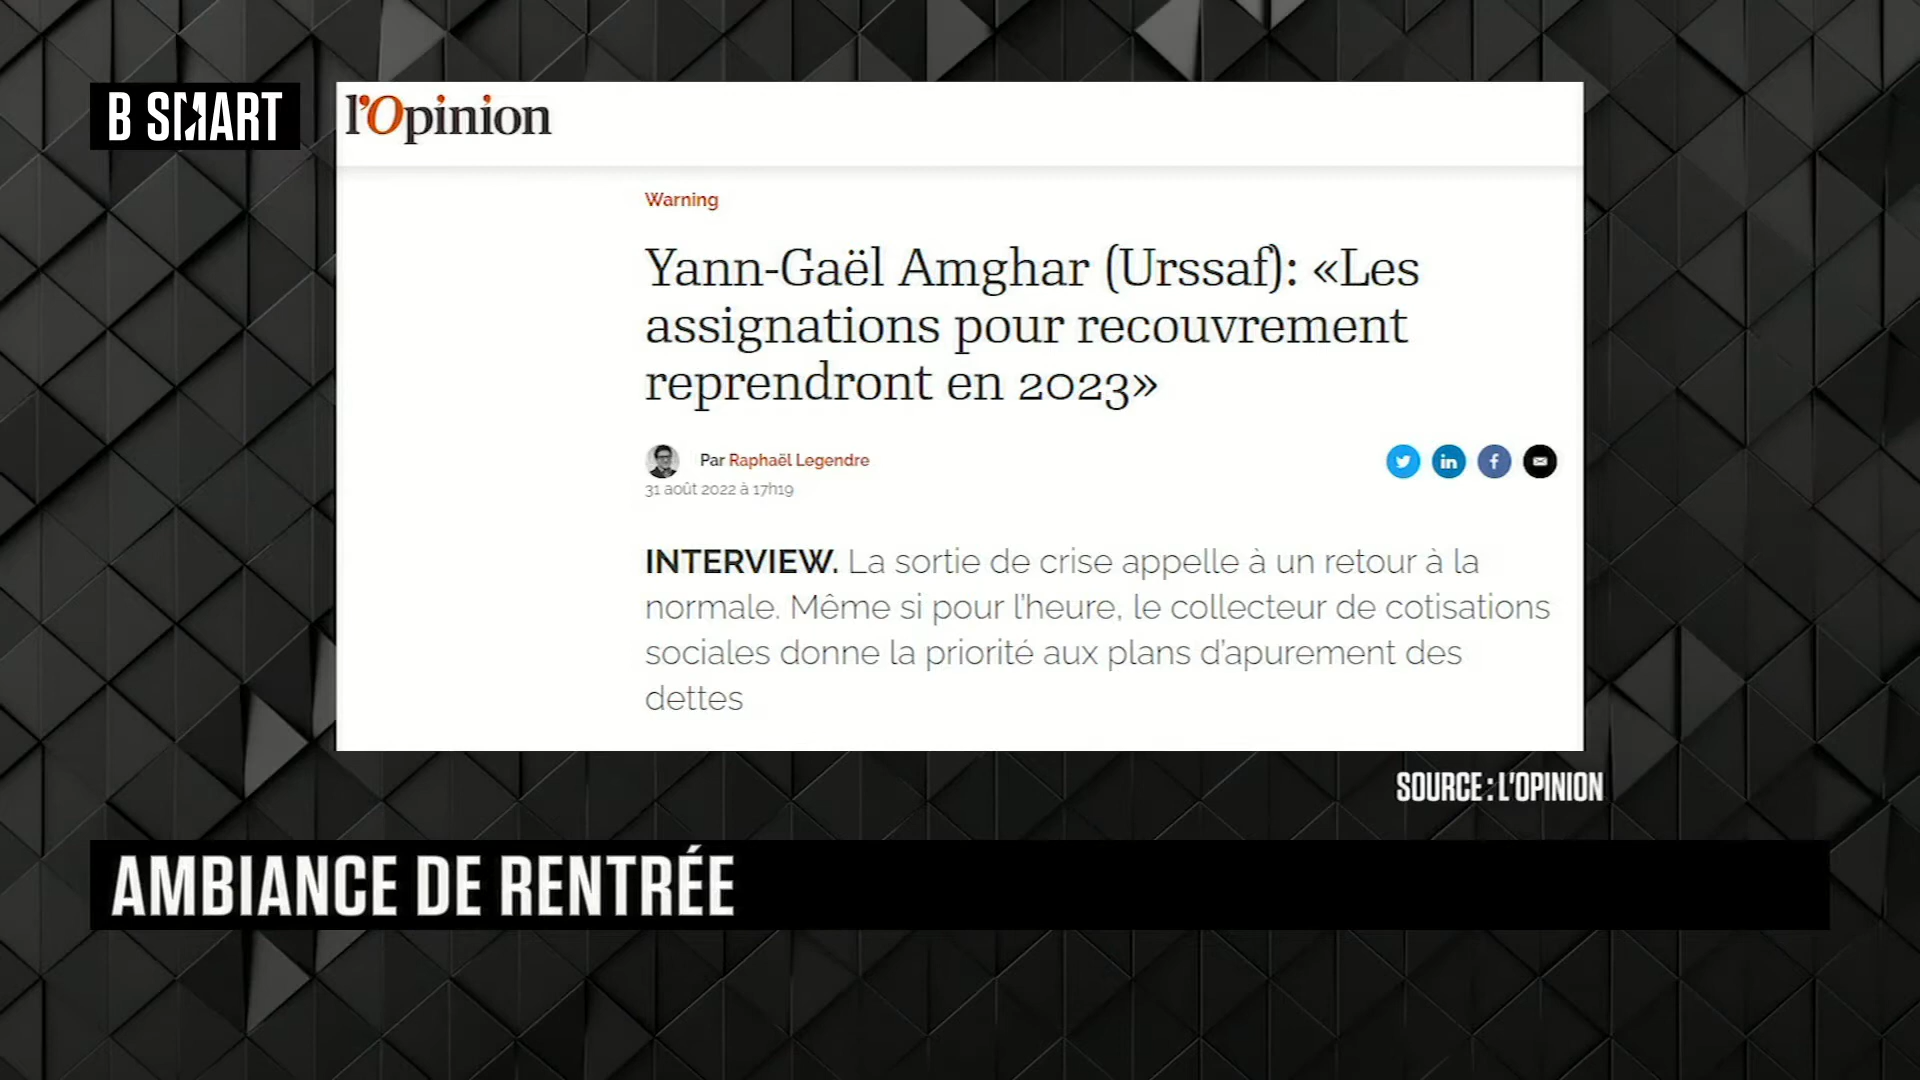 B SMART
l'Opinion
Warning
Yann-Gaël Amghar (Urssaf): «Les
assignations pour recouvrement
reprendront en 2023»
Par Raphaël Legendre
31 août 2022 à 17h19
INTERVIEW. La sortie de crise appelle à un retour à la
normale. Même si pour l'heure, le collecteur de cotisations
sociales donne la priorité aux plans d'apurement des
dettes
SOURCE : L'OPINION
AMBIANCE DE RENTRÉE